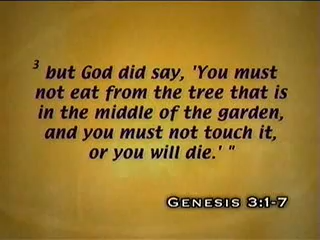 3 but God did say, 'You must
not eat from the tree that is
in the middle of the garden,
and you must not touch it,
or you will die.' "
GENESIS 3:1-7